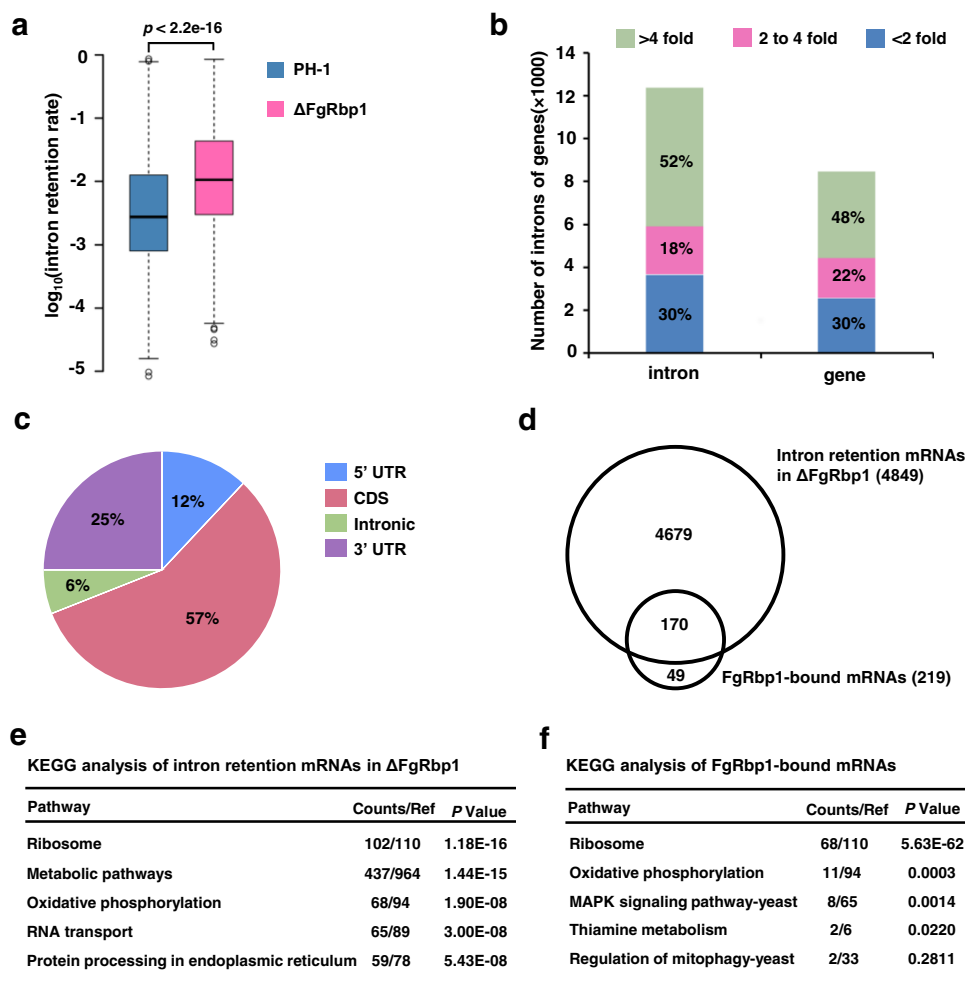 a
p < 2.2e-16
log10(intron retention rate)
0
-1
-2
-3
-4
-5
PH-1
ΔFgRbp1
b
>4 fold
2 to 4 fold
<2 fold
Number of introns of genes(×1000)
14
12
10
8
6
4
2
0
52%
18%
30%
48%
22%
30%
intron
gene
c
12%
25%
6%
57%
5' UTR
CDS
Intronic
3' UTR
d
Intron retention mRNAs
in ΔFgRbp1 (4849)
4679
170
49
FgRbp1-bound mRNAs (219)
e
KEGG analysis of intron retention mRNAs in ΔFgRbp1
Pathway Counts/Ref P Value
Ribosome 102/110 1.18E-16
Metabolic pathways 437/964 1.44E-15
Oxidative phosphorylation 68/94 1.90E-08
RNA transport 65/89 3.00E-08
Protein processing in endoplasmic reticulum 59/78 5.43E-08
f
KEGG analysis of FgRbp1-bound mRNAs
Pathway Counts/Ref P Value
Ribosome 68/110 5.63E-62
Oxidative phosphorylation 11/94 0.0003
MAPK signaling pathway-yeast 8/65 0.0014
Thiamine metabolism 2/6 0.0220
Regulation of mitophagy-yeast 2/33 0.2811